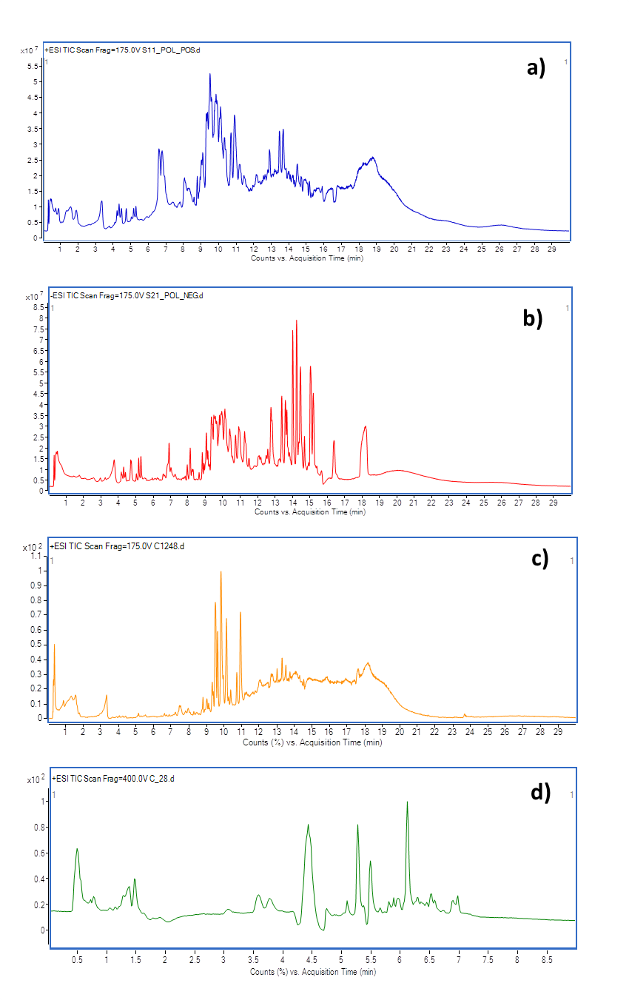 +ESI TIC Scan Frag=175.0V S11_POL_POS.d
x10 7
a)
1 1
5.5
5
4.5
4
3.5
3
2.5
2
1.5
1
0.5
0
1 2 3 4 5 6 7 8 9 10 11 12 13 14 15 16 17 18 19 20 21 22 23 24 25 26 27 28 29
Counts vs. Acquisition Time (min)
-ESI TIC Scan Frag=175.0V S21_POL_NEG.d
x10 7
b)
1 1
8.5
8
7.5
7
6.5
6
5.5
5
4.5
4
3.5
3
2.5
2
1.5
1
0.5
0
1 2 3 4 5 6 7 8 9 10 11 12 13 14 15 16 17 18 19 20 21 22 23 24 25 26 27 28 29
Counts vs. Acquisition Time (min)
+ESI TIC Scan Frag=175.0V C1248.d
x10 2
c)
1 1
1.1
1
0.9
0.8
0.7
0.6
0.5
0.4
0.3
0.2
0.1
0
1 2 3 4 5 6 7 8 9 10 11 12 13 14 15 16 17 18 19 20 21 22 23 24 25 26 27 28 29
Counts (%) vs. Acquisition Time (min)
+ESI TIC Scan Frag=400.0V C_28.d
x10 2
d)
1 1
1
0.8
0.6
0.4
0.2
0
0.5 1 1.5 2 2.5 3 3.5 4 4.5 5 5.5 6 6.5 7 7.5 8 8.5
Counts (%) vs. Acquisition Time (min)